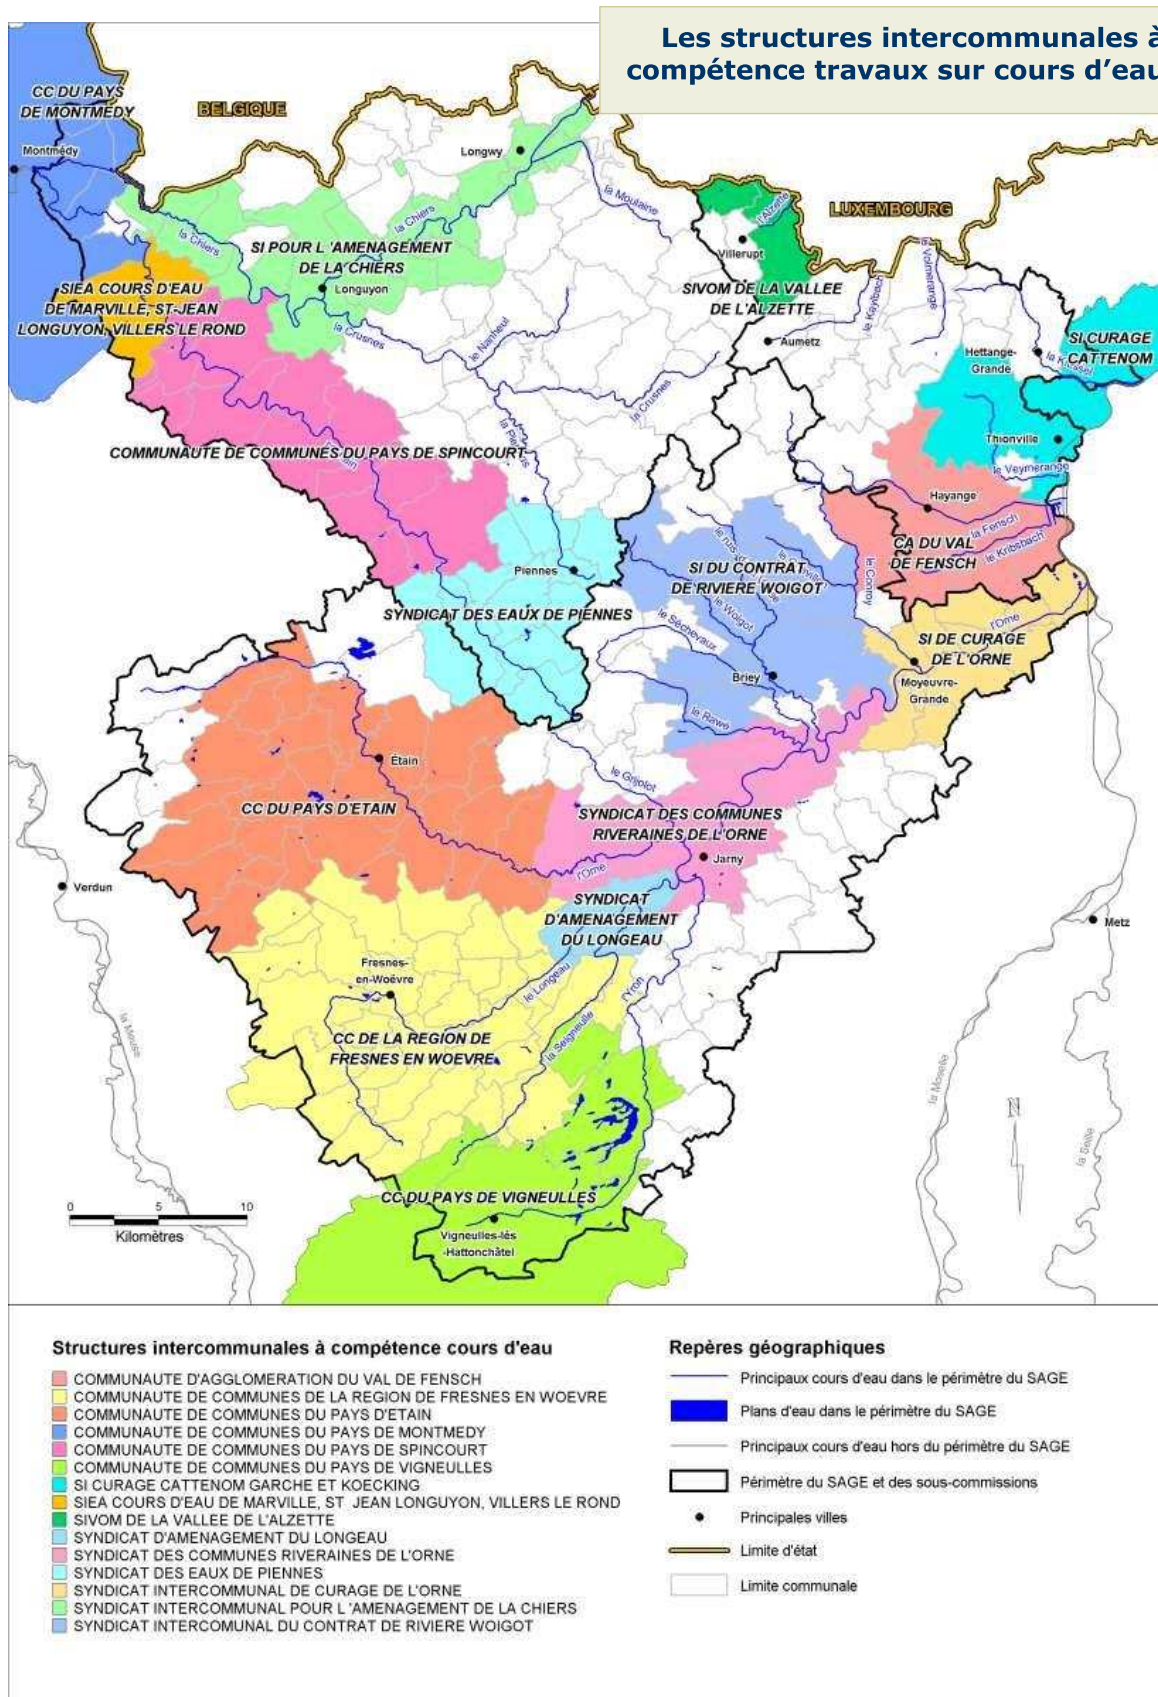 Les structures intercommunales à
compétence travaux sur cours d'eau
CC DU PAYS
DE MONTMEDY
BELGIQUE
Montmédy
Longwy
la Moulaine
l'Alzette
LUXEMBOURG
la Chiers
la Chiers
Villerupt
la Volmerange
SI POUR L 'AMENAGEMENT
DE LA CHIERS
SIEA COURS D'EAU
DE MARVILLE, ST-JEAN
LONGUYON, VILLERS LE ROND
Longuyon
SIVOM DE LA VALLEE
DE L'ALZETTE
le Kaylbach
la Crusnes
le Nanheul
Aumetz
Hettange-
Grande
SI CURAGE
CATTENOM
la Kissel
la Crusnes
COMMUNAUTE DE COMMUNES DU PAYS DE SPINCOURT
Thionville
le Veymerange
Hayange
la Fensch
le Kribsbach
CA DU VAL
DE FENSCH
Piennes
SI DU CONTRAT
DE RIVIERE WOIGOT
le Woigot
le Conroy
SYNDICAT DES EAUX DE PIENNES
le Séchevaux
l'Orne
SI DE CURAGE
DE L'ORNE
Briey
Moyeuvre-
Grande
le Rawé
Étain
le Grijolot
CC DU PAYS D'ETAIN
SYNDICAT DES COMMUNES
RIVERAINES DE L'ORNE
Jarny
l'Orne
Verdun
SYNDICAT
D'AMENAGEMENT
DU LONGEAU
Metz
Fresnes-
en-Woëvre
le Longeau
l'Yron
la Meuse
la Seigneulle
CC DE LA REGION DE
FRESNES EN WOEVRE
la Moselle
N
la Seille
CC DU PAYS DE VIGNEULLES
0 5 10
Kilomètres
Vigneulles-lès
-Hattonchâtel
Structures intercommunales à compétence cours d'eau
COMMUNAUTE D'AGGLOMERATION DU VAL DE FENSCH
COMMUNAUTE DE COMMUNES DE LA REGION DE FRESNES EN WOEVRE
COMMUNAUTE DE COMMUNES DU PAYS D'ETAIN
COMMUNAUTE DE COMMUNES DU PAYS DE MONTMEDY
COMMUNAUTE DE COMMUNES DU PAYS DE SPINCOURT
COMMUNAUTE DE COMMUNES DU PAYS DE VIGNEULLES
SI CURAGE CATTENOM GARCHE ET KOECKING
SIEA COURS D'EAU DE MARVILLE, ST JEAN LONGUYON, VILLERS LE ROND
SIVOM DE LA VALLEE DE L'ALZETTE
SYNDICAT D'AMENAGEMENT DU LONGEAU
SYNDICAT DES COMMUNES RIVERAINES DE L'ORNE
SYNDICAT DES EAUX DE PIENNES
SYNDICAT INTERCOMMUNAL DE CURAGE DE L'ORNE
SYNDICAT INTERCOMMUNAL POUR L 'AMENAGEMENT DE LA CHIERS
SYNDICAT INTERCOMUNAL DU CONTRAT DE RIVIERE WOIGOT
Repères géographiques
Principaux cours d'eau dans le périmètre du SAGE
Plans d'eau dans le périmètre du SAGE
Principaux cours d'eau hors du périmètre du SAGE
Périmètre du SAGE et des sous-commissions
Principales villes
Limite d'état
Limite communale